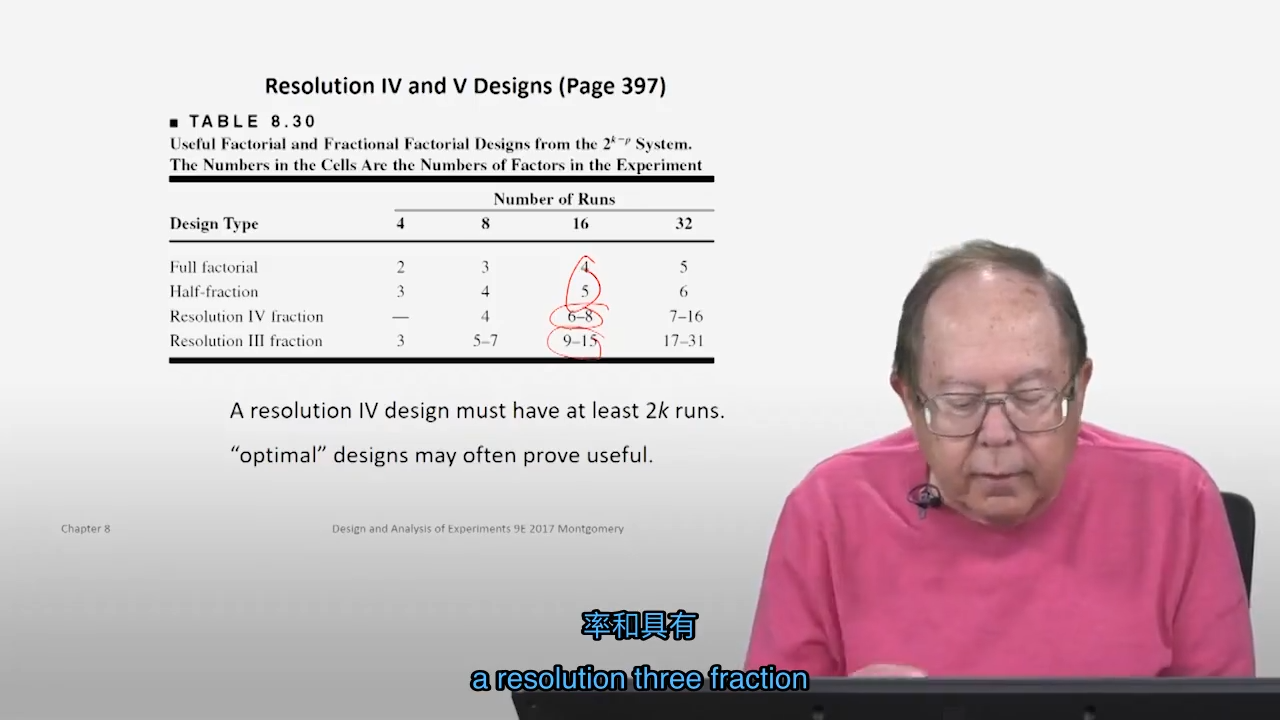 Resolution IV and V Designs (Page 397)
■ TABLE 8.30
Useful Factorial and Fractional Factorial Designs from the 2^{k−p} System.
The Numbers in the Cells Are the Numbers of Factors in the Experiment
Number of Runs
Design Type 4 8 16 32
Full factorial 2 3 4 5
Half-fraction 3 4 5 6
Resolution IV fraction — 4 6–8 7–16
Resolution III fraction 3 5–7 9–15 17–31
A resolution IV design must have at least 2k runs.
“optimal” designs may often prove useful.
Chapter 8 Design and Analysis of Experiments 9E 2017 Montgomery
率和具有
a resolution three fraction